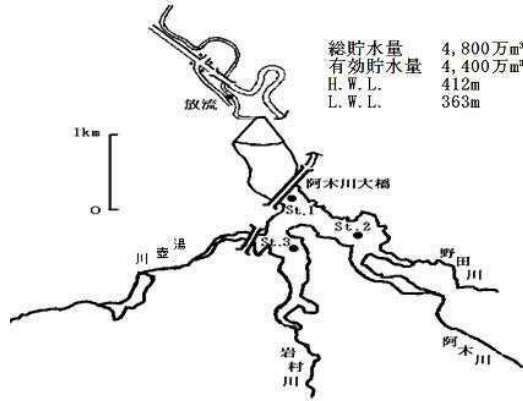 総貯水量 4,800万m³
有効貯水量 4,400万m³
H.W.L. 412m
L.W.L. 363m
放流
1km
0
阿木川大橋
St.1
St.2
St.3
湯壺川
野田川
阿木川
岩村川